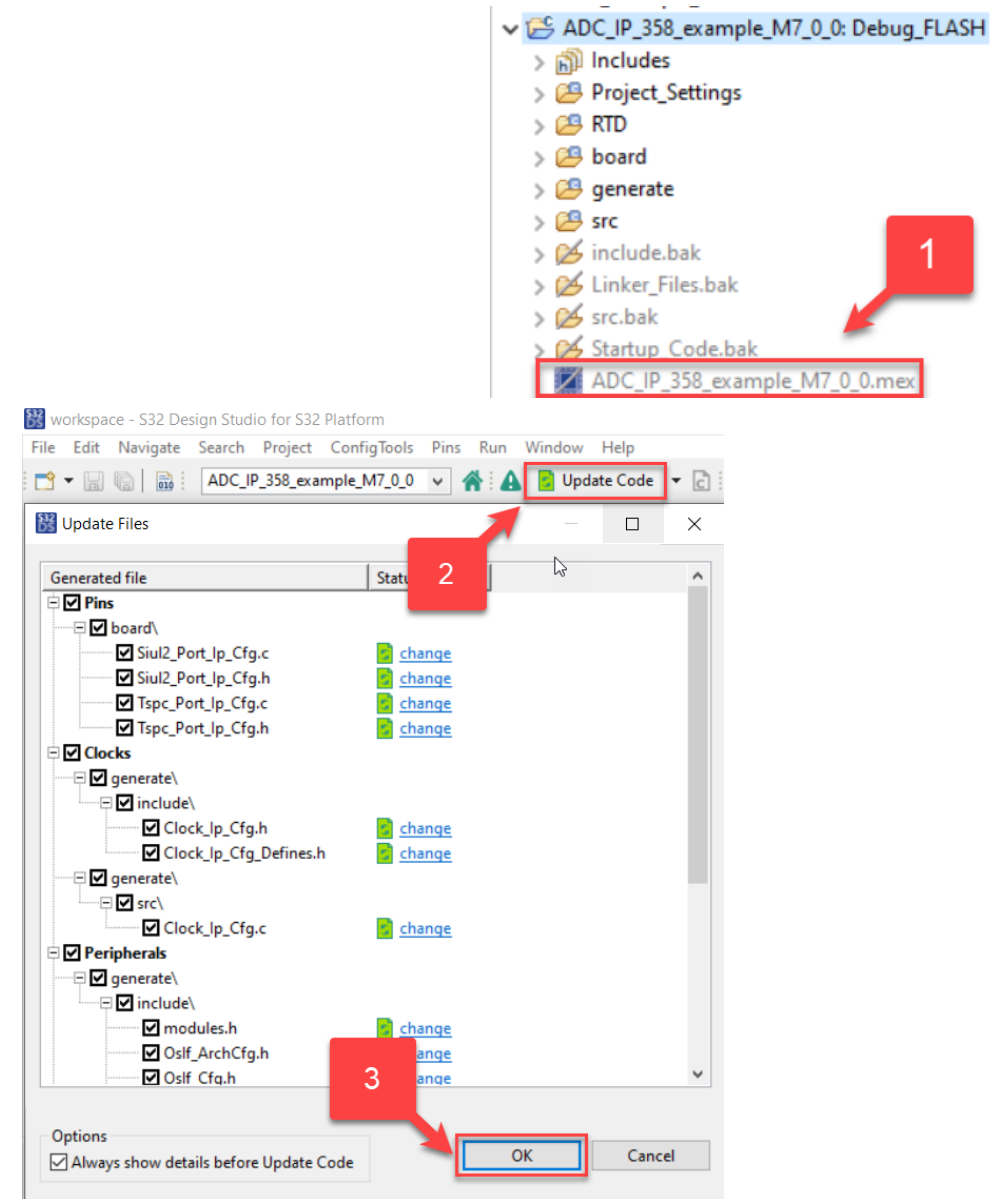 ADC_IP_358_example_M7_0_0: Debug_FLASH
Includes
Project_Settings
RTD
board
generate
src
include.bak
Linker_Files.bak
src.bak
Startup_Code.bak
ADC_IP_358_example_M7_0_0.mex
1
workspace - S32 Design Studio for S32 Platform
File Edit Navigate Search Project ConfigTools Pins Run Window Help
ADC_IP_358_example_M7_0_0 Update Code
Update Files
2
Generated file Statu
Pins
board\
Siul2_Port_Ip_Cfg.c change
Siul2_Port_Ip_Cfg.h change
Tspc_Port_Ip_Cfg.c change
Tspc_Port_Ip_Cfg.h change
Clocks
generate\
include\
Clock_Ip_Cfg.h change
Clock_Ip_Cfg_Defines.h change
generate\
src\
Clock_Ip_Cfg.c change
Peripherals
generate\
include\
modules.h change
OsIf_ArchCfg.h ange
OsIf_Cfg.h ange
3
Options
Always show details before Update Code
OK Cancel